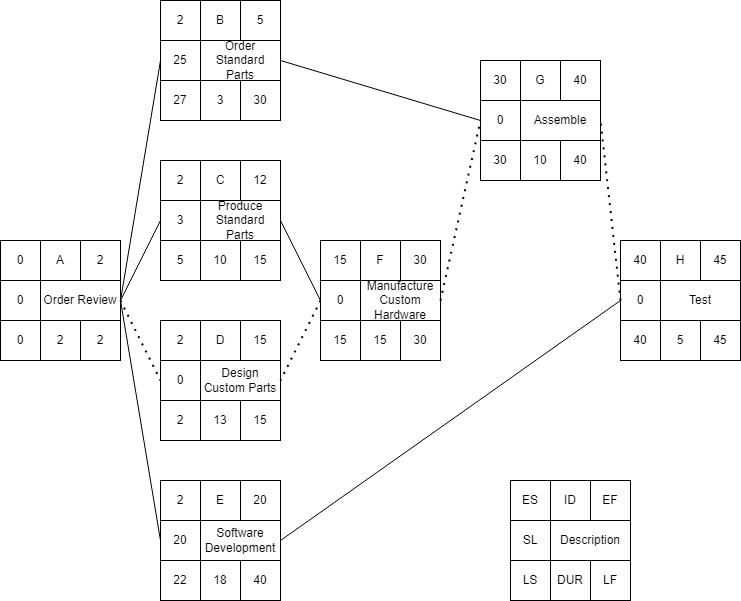 2 B 5
25 Order
Standard
Parts
27 3 30
30 G 40
0 Assemble
30 10 40
2 C 12
3 Produce
Standard
Parts
5 10 15
0 A 2
0 Order Review
0 2 2
15 F 30
0 Manufacture
Custom
Hardware
15 15 30
40 H 45
0 Test
40 5 45
2 D 15
0 Design
Custom Parts
2 13 15
2 E 20
20 Software
Development
22 18 40
ES ID EF
SL Description
LS DUR LF